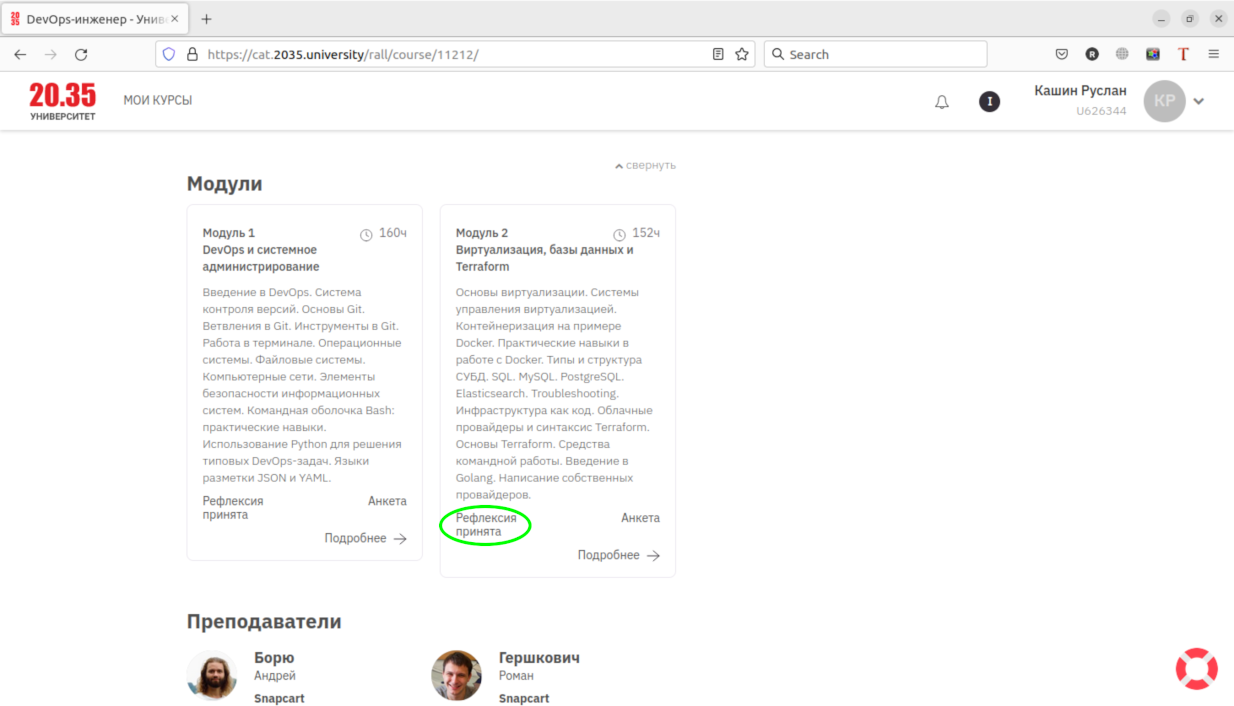 20
35
DevOps-инженер - Унив
https://cat.2035.university/rall/course/11212/
Search
R
T
20.35
УНИВЕРСИТЕТ
МОИ КУРСЫ
I
Кашин Руслан
U626344
КР
свернуть
Модули
Модуль 1
160ч
DevOps и системное
администрирование
Введение в DevOps. Система
контроля версий. Основы Git.
Ветвления в Git. Инструменты в Git.
Работа в терминале. Операционные
системы. Файловые системы.
Компьютерные сети. Элементы
безопасности информационных
систем. Командная оболочка Bash:
практические навыки.
Использование Python для решения
типовых DevOps-задач. Языки
разметки JSON и YAML.
Рефлексия
принята
Анкета
Подробнее
Модуль 2
152ч
Виртуализация, базы данных и
Terraform
Основы виртуализации. Системы
управления виртуализацией.
Контейнеризация на примере
Docker. Практические навыки в
работе с Docker. Типы и структура
СУБД. SQL. MySQL. PostgreSQL.
Elasticsearch. Troubleshooting.
Инфраструктура как код. Облачные
провайдеры и синтаксис Terraform.
Основы Terraform. Средства
командной работы. Введение в
Golang. Написание собственных
провайдеров.
Рефлексия
принята
Анкета
Подробнее
Преподаватели
Борю
Андрей
Snapcart
Гершкович
Роман
Snapcart